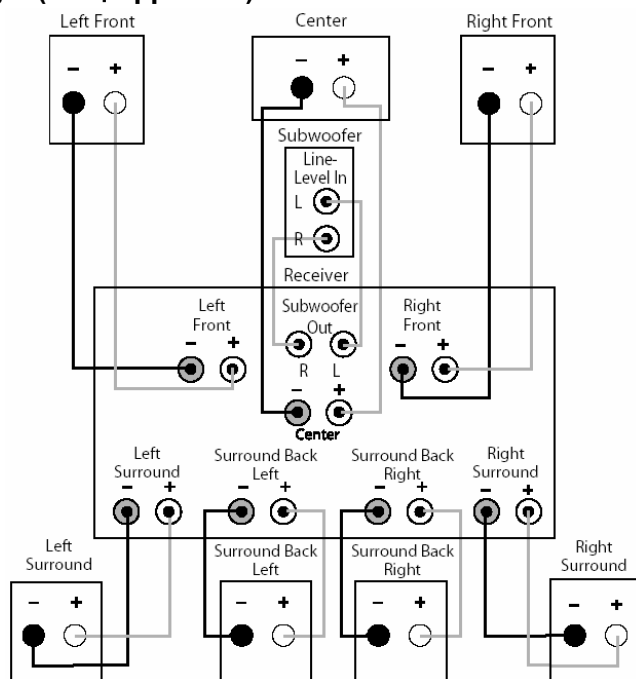 Left Front
Center
Right Front
- +
- +
- +
Subwoofer
Line-
Level In
L
R
Receiver
Left
Front
- +
Subwoofer
Out
R L
Right
Front
- +
- +
Center
Left
Surround
- +
Surround Back
Left
- +
Surround Back
Right
- +
Right
Surround
- +
Left
Surround
- +
Surround Back
Left
- +
Surround Back
Right
- +
Right
Surround
- +